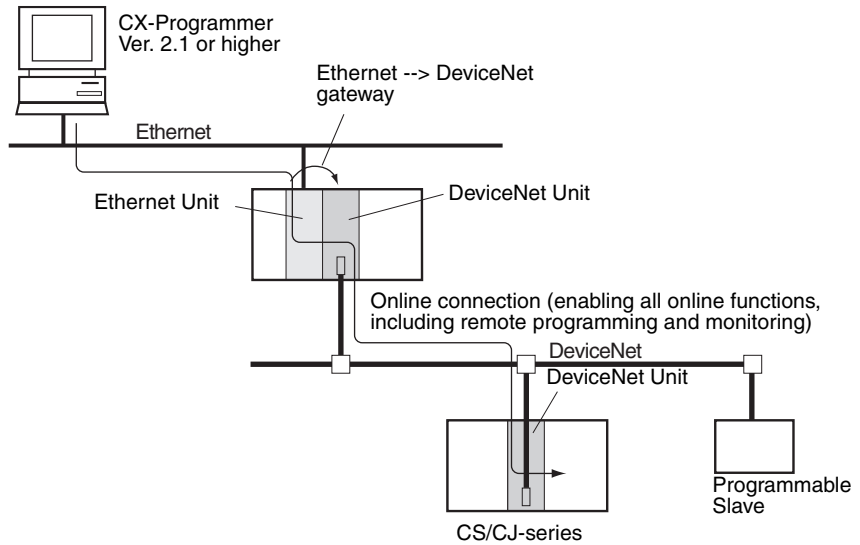 CX-Programmer
Ver. 2.1 or higher
Ethernet --> DeviceNet
gateway
Ethernet
Ethernet Unit
DeviceNet Unit
Online connection (enabling all online functions,
including remote programming and monitoring)
DeviceNet
DeviceNet Unit
Programmable
Slave
CS/CJ-series